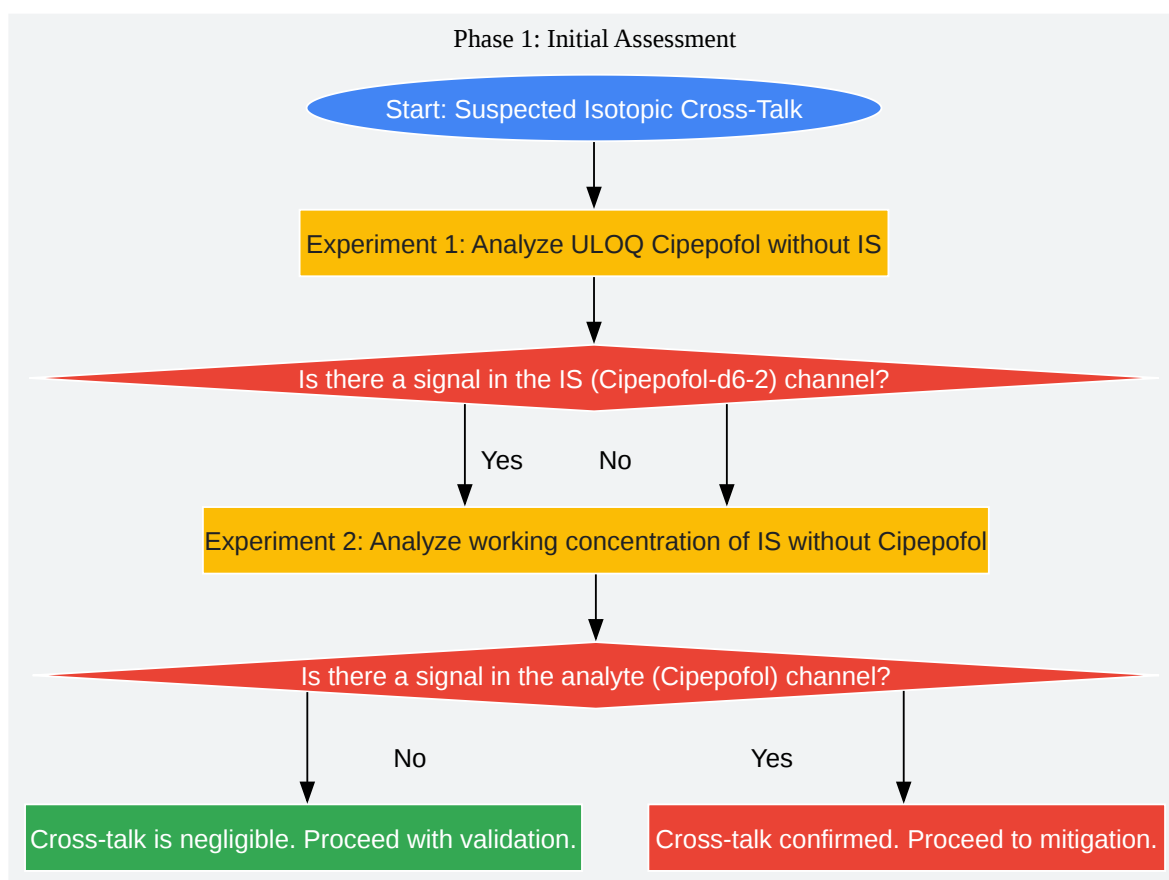 Phase 1: Initial Assessment
Start: Suspected Isotopic Cross-Talk
Experiment 1: Analyze ULOQ Cipepofol without IS
Is there a signal in the IS (Cipepofol-d6-2) channel?
Yes
No
Experiment 2: Analyze working concentration of IS without Cipepofol
Is there a signal in the analyte (Cipepofol) channel?
No
Yes
Cross-talk is negligible. Proceed with validation.
Cross-talk confirmed. Proceed to mitigation.